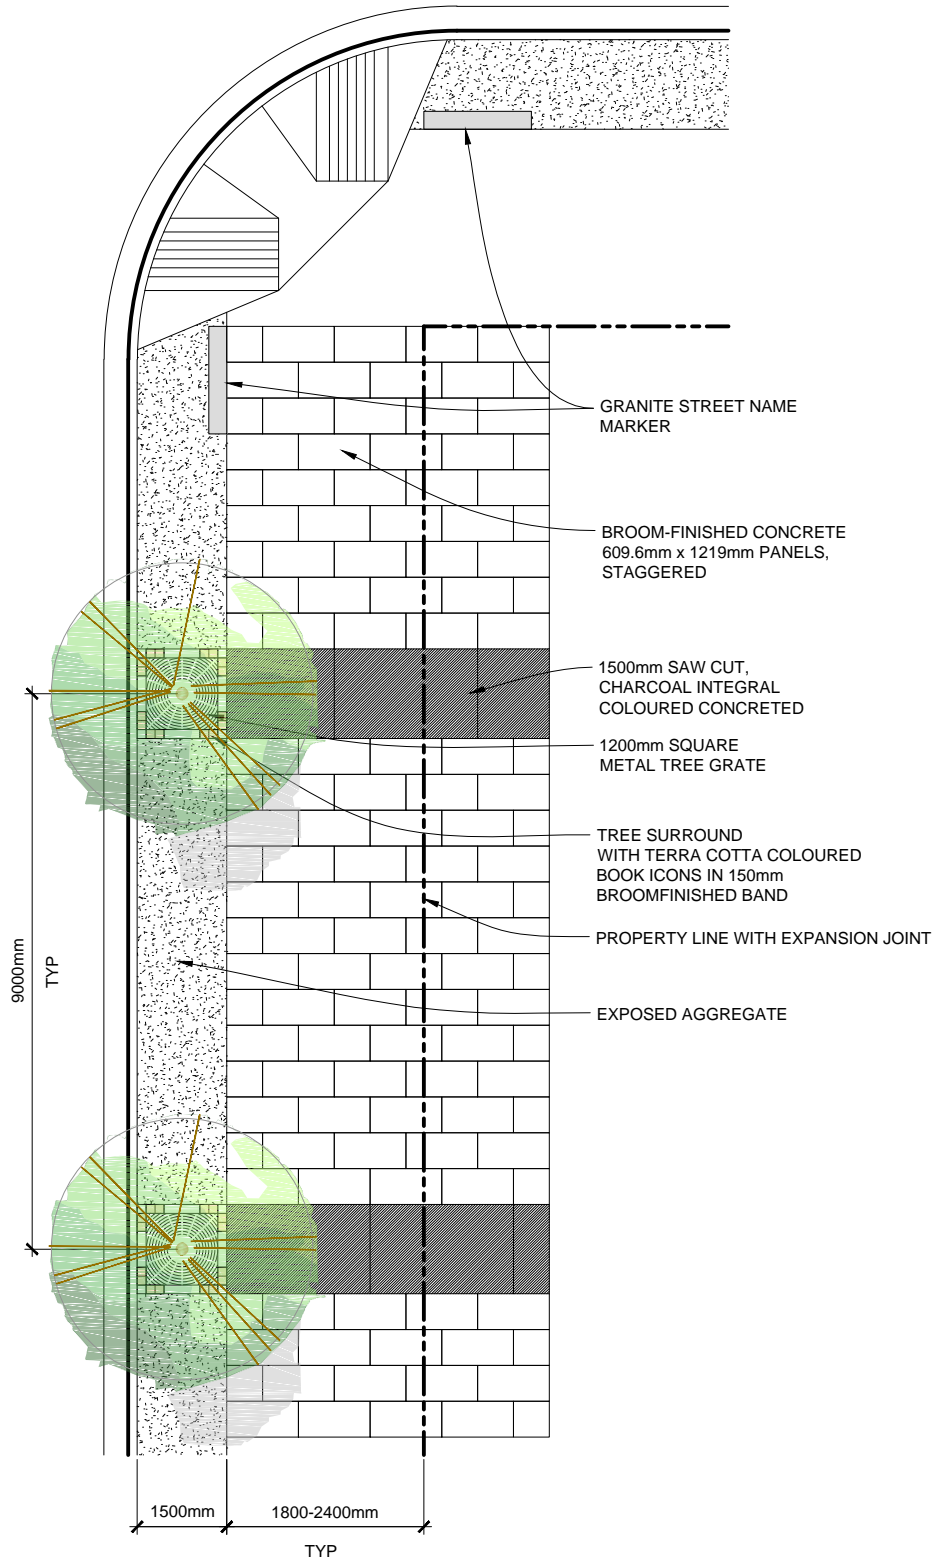 GRANITE STREET NAME
MARKER
BROOM-FINISHED CONCRETE
609.6mm x 1219mm PANELS,
STAGGERED
1500mm SAW CUT,
CHARCOAL INTEGRAL
COLOURED CONCRETED
1200mm SQUARE
METAL TREE GRATE
TREE SURROUND
WITH TERRA COTTA COLOURED
BOOK ICONS IN 150mm
BROOMFINISHED BAND
PROPERTY LINE WITH EXPANSION JOINT
EXPOSED AGGREGATE
9000mm
TYP
1500mm
1800-2400mm
TYP